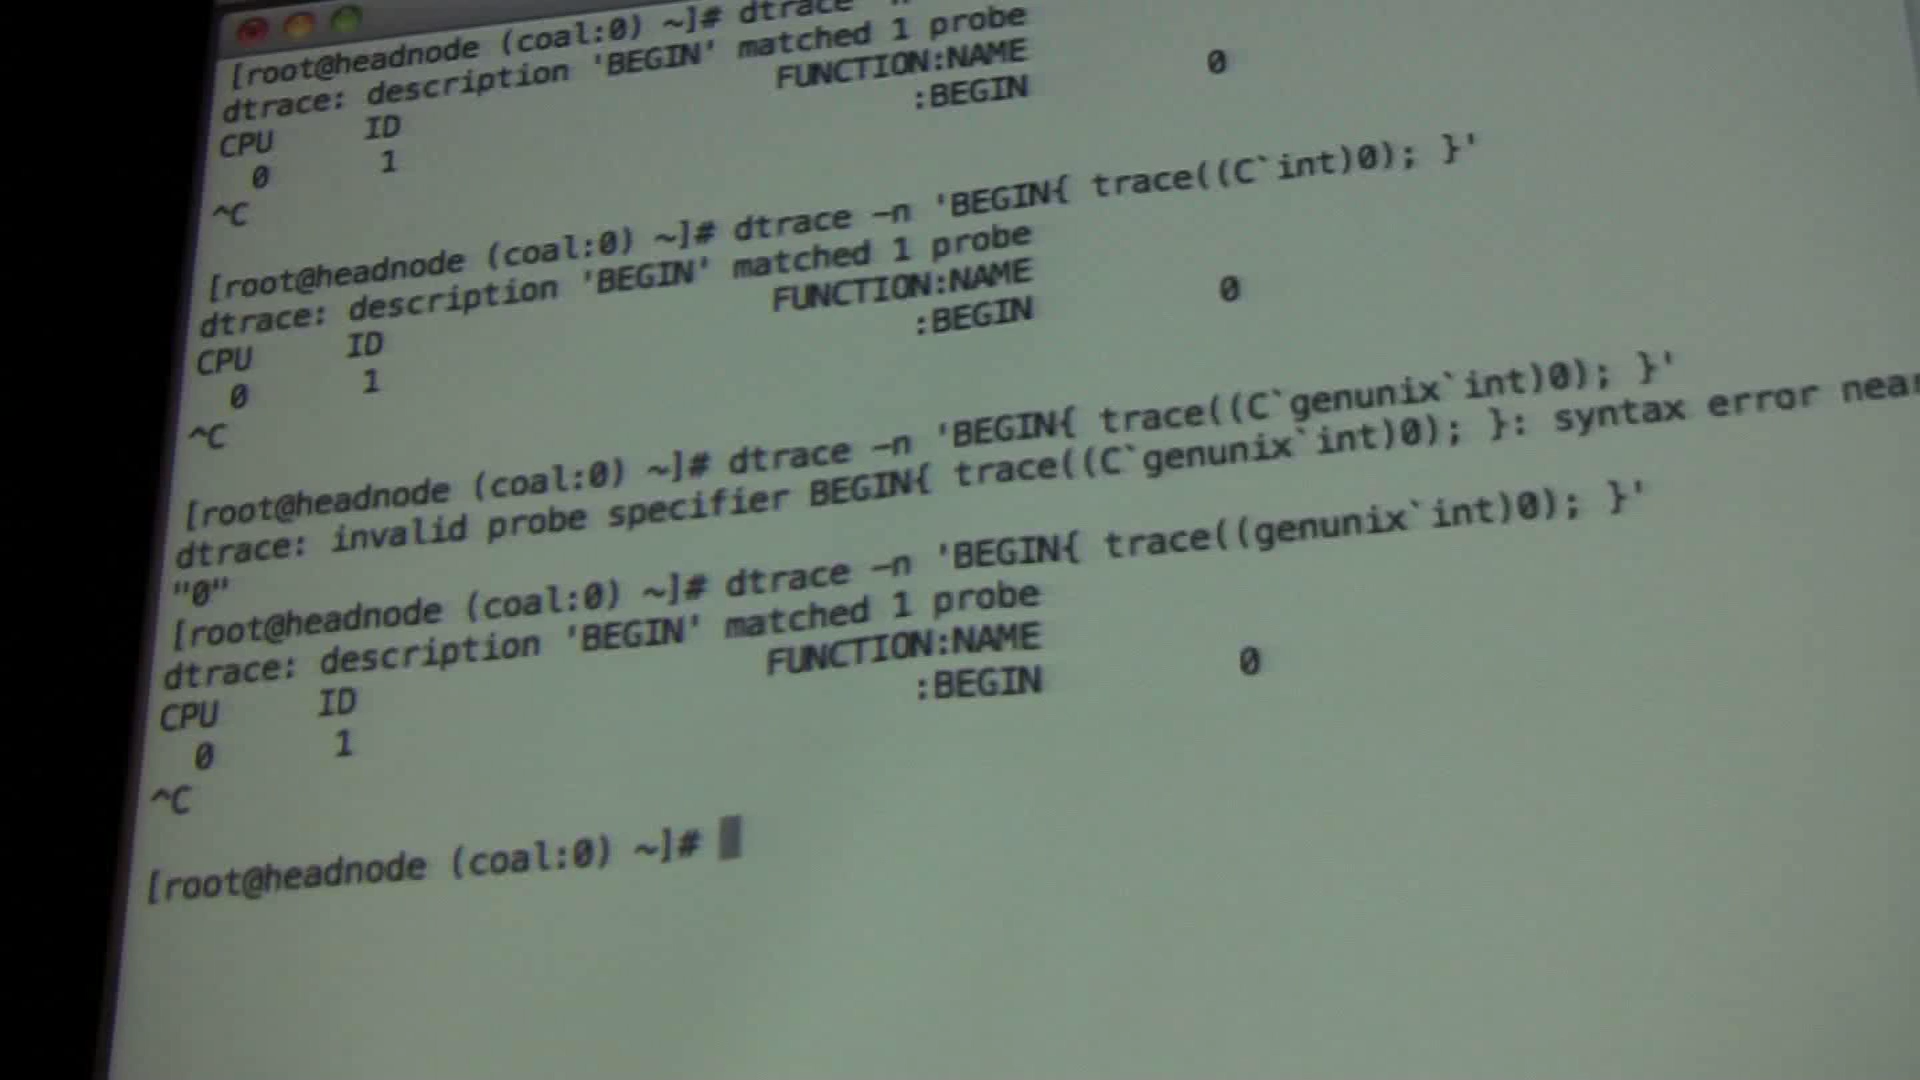 [root@headnode (coal:0) ~]# dtrace
dtrace: description 'BEGIN' matched 1 probe
CPU ID FUNCTION:NAME
0 1 :BEGIN 0
^C
[root@headnode (coal:0) ~]# dtrace -n 'BEGIN{ trace((C`int)0); }'
dtrace: description 'BEGIN' matched 1 probe
CPU ID FUNCTION:NAME
0 1 :BEGIN 0
^C
[root@headnode (coal:0) ~]# dtrace -n 'BEGIN{ trace((C`genunix`int)0); }'
dtrace: invalid probe specifier BEGIN{ trace((C`genunix`int)0); }: syntax error near
"0"
[root@headnode (coal:0) ~]# dtrace -n 'BEGIN{ trace((genunix`int)0); }'
dtrace: description 'BEGIN' matched 1 probe
CPU ID FUNCTION:NAME
0 1 :BEGIN 0
^C
[root@headnode (coal:0) ~]#